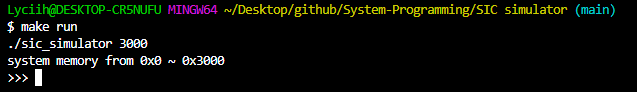 Lyciih@DESKTOP-CR5NUFU MINGW64 ~/Desktop/github/System-Programming/SIC simulator (main)
$ make run
./sic_simulator 3000
system memory from 0x0 ~ 0x3000
>>>